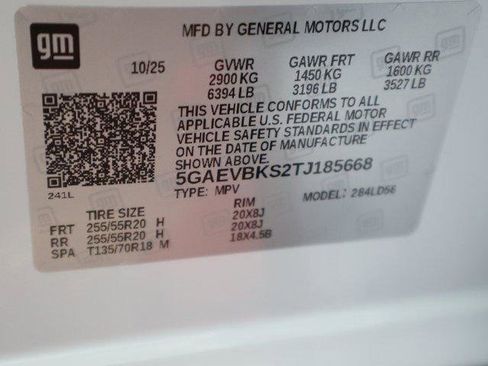 gm
MFD BY GENERAL MOTORS LLC
10/25 GVWR GAWR FRT GAWR RR
2900 KG 1450 KG 1600 KG
6394 LB 3196 LB 3527 LB
THIS VEHICLE CONFORMS TO ALL
APPLICABLE U.S. FEDERAL MOTOR
VEHICLE SAFETY STANDARDS IN EFFECT
ON THE DATE OF MANUFACTURE
SHOWN ABOVE.
5GAEVBKS2TJ185668
241L TYPE: MPV MODEL: 284LD56
TIRE SIZE RIM
FRT 255/55R20 H 20X8J
RR 255/55R20 H 20X8J
SPA T135/70R18 M 18X4.5B